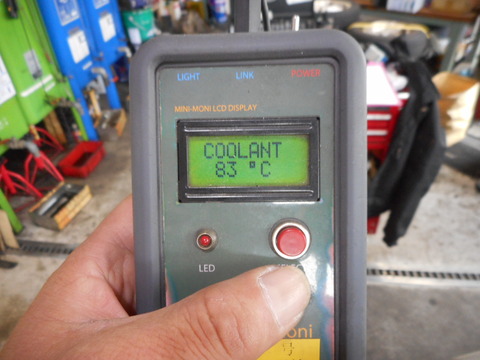 LIGHT LINK POWER
MINI-MONI LCD DISPLAY
COOLANT
83 °C
LED